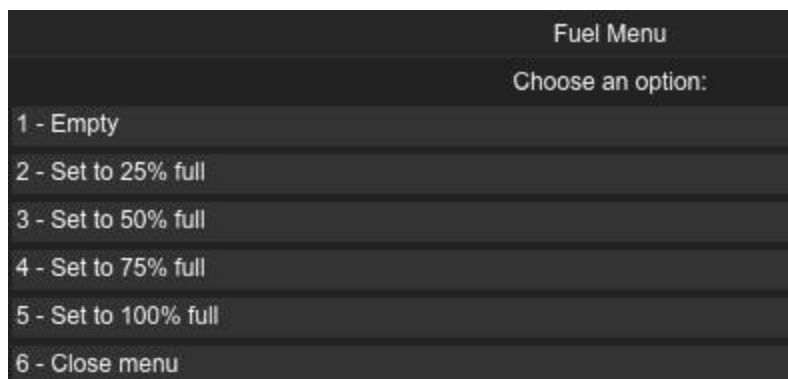 Fuel Menu
Choose an option:
1 - Empty
2 - Set to 25% full
3 - Set to 50% full
4 - Set to 75% full
5 - Set to 100% full
6 - Close menu